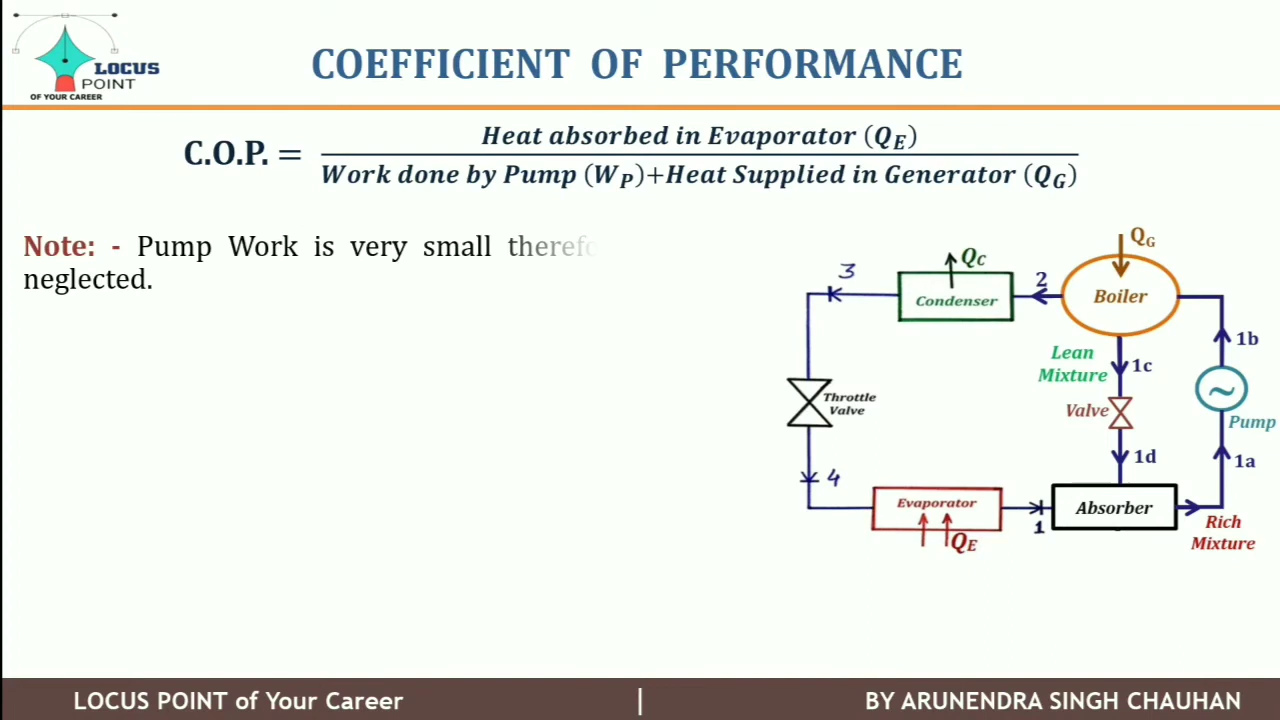 LOCUS
POINT
OF YOUR CAREER
COEFFICIENT OF PERFORMANCE
C.O.P. = Heat absorbed in Evaporator (Q_E)
Work done by Pump (W_P)+Heat Supplied in Generator (Q_G)
Note: - Pump Work is very small
neglected.
Q_G
3
Q_C
2
Condenser
Boiler
1b
Lean
Mixture
1c
Throttle
Valve
Valve
Pump
1d
1a
4
Evaporator
Absorber
1
Q_E
Rich
Mixture
LOCUS POINT of Your Career | BY ARUNENDRA SINGH CHAUHAN